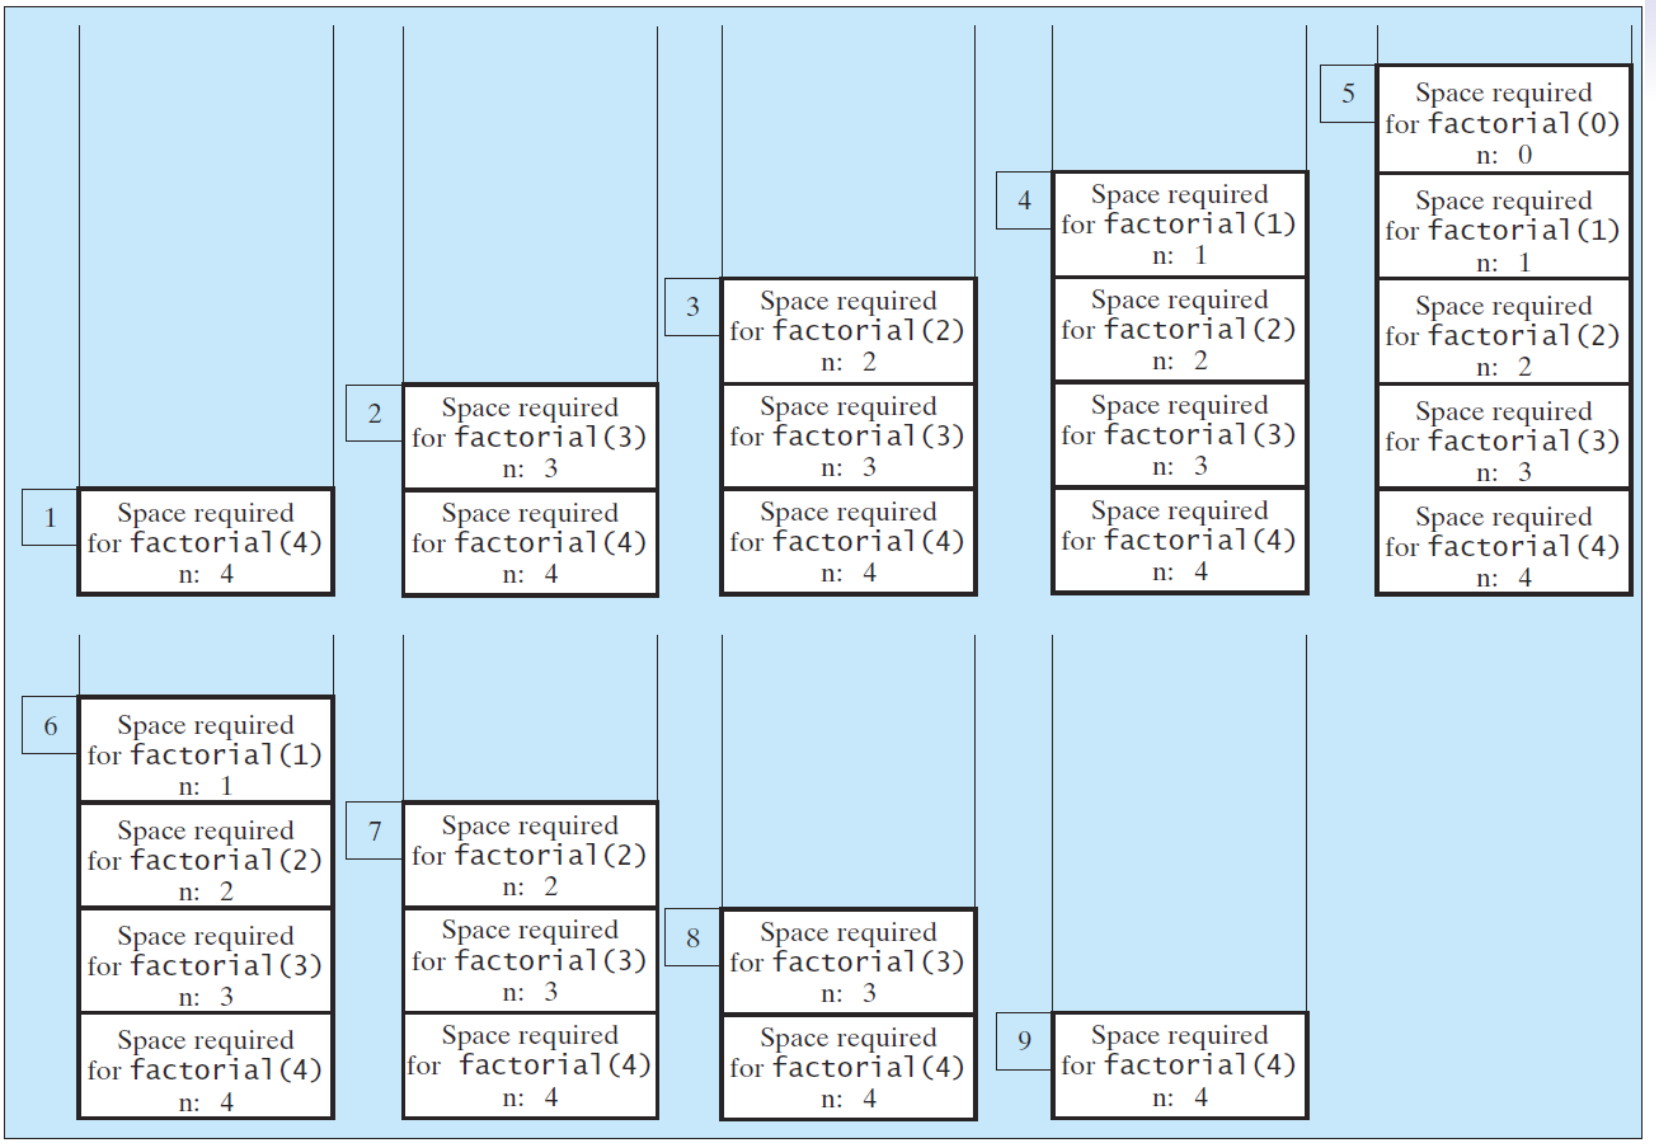 1
Space required
for factorial(4)
n: 4
2
Space required
for factorial(3)
n: 3
Space required
for factorial(4)
n: 4
3
Space required
for factorial(2)
n: 2
Space required
for factorial(3)
n: 3
Space required
for factorial(4)
n: 4
4
Space required
for factorial(1)
n: 1
Space required
for factorial(2)
n: 2
Space required
for factorial(3)
n: 3
Space required
for factorial(4)
n: 4
5
Space required
for factorial(0)
n: 0
Space required
for factorial(1)
n: 1
Space required
for factorial(2)
n: 2
Space required
for factorial(3)
n: 3
Space required
for factorial(4)
n: 4
6
Space required
for factorial(1)
n: 1
Space required
for factorial(2)
n: 2
Space required
for factorial(3)
n: 3
Space required
for factorial(4)
n: 4
7
Space required
for factorial(2)
n: 2
Space required
for factorial(3)
n: 3
Space required
for factorial(4)
n: 4
8
Space required
for factorial(3)
n: 3
Space required
for factorial(4)
n: 4
9
Space required
for factorial(4)
n: 4